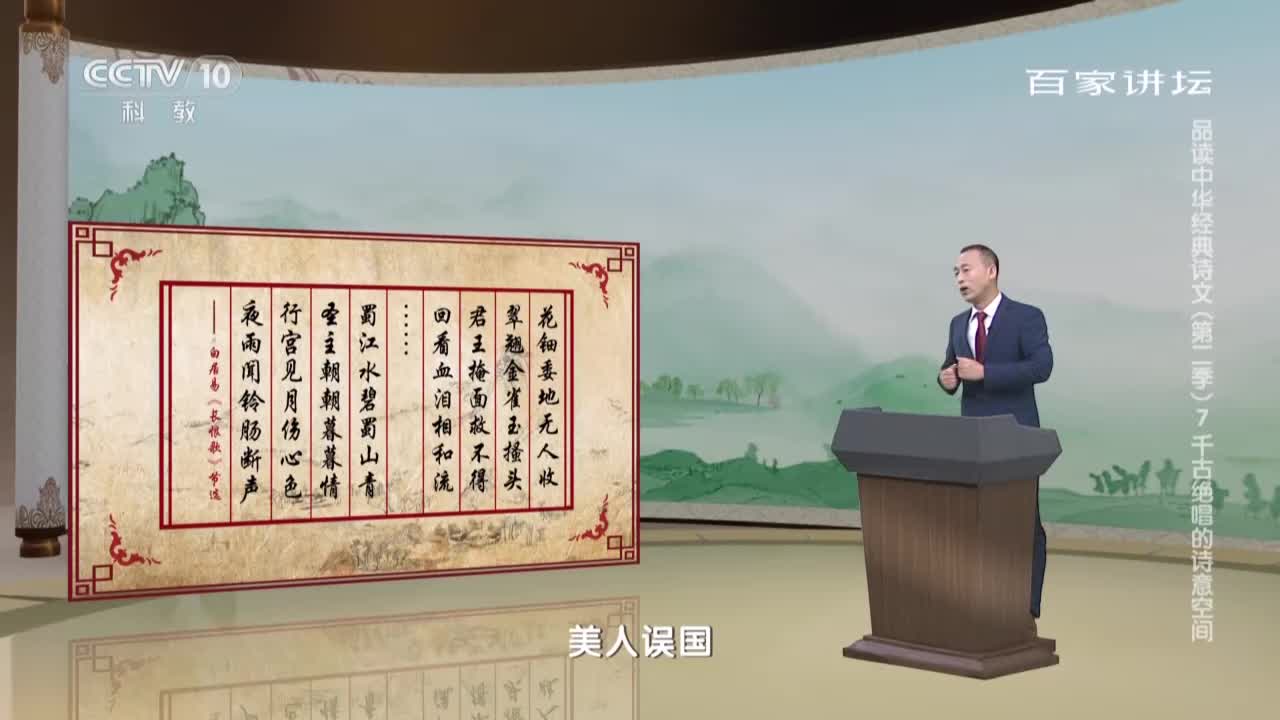 CCTV 10
科教
百家讲坛
品读中华经典诗文（第二季）7 千古绝唱的诗意空间
花钿委地无人收
翠翘金雀玉搔头
君王掩面救不得
回看血泪相和流
……
蜀江水碧蜀山青
圣主朝朝暮暮情
行宫见月伤心色
夜雨闻铃肠断声
——白居易《长恨歌》节选
美人误国